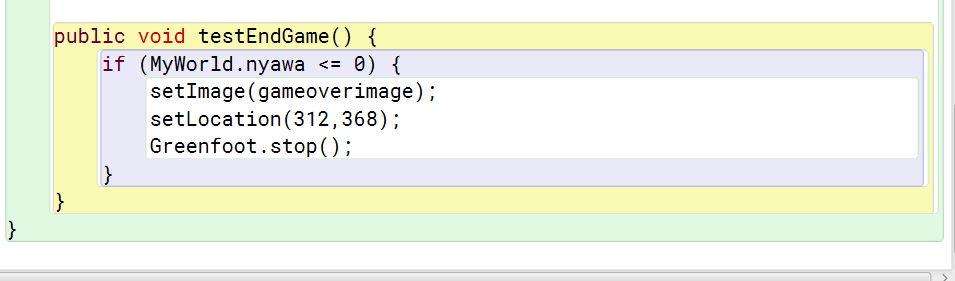 public void testEndGame() {
if (MyWorld.nyawa <= 0) {
setImage(gameoverimage);
setLocation(312,368);
Greenfoot.stop();
}
}
}